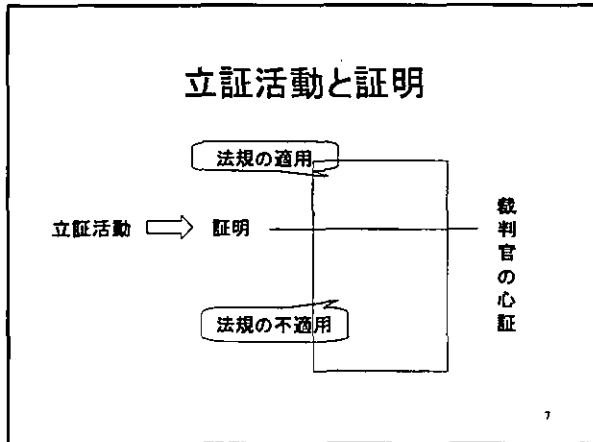 立証活動と証明
法規の適用
立証活動
証明
裁判官の心証
法規の不適用
7